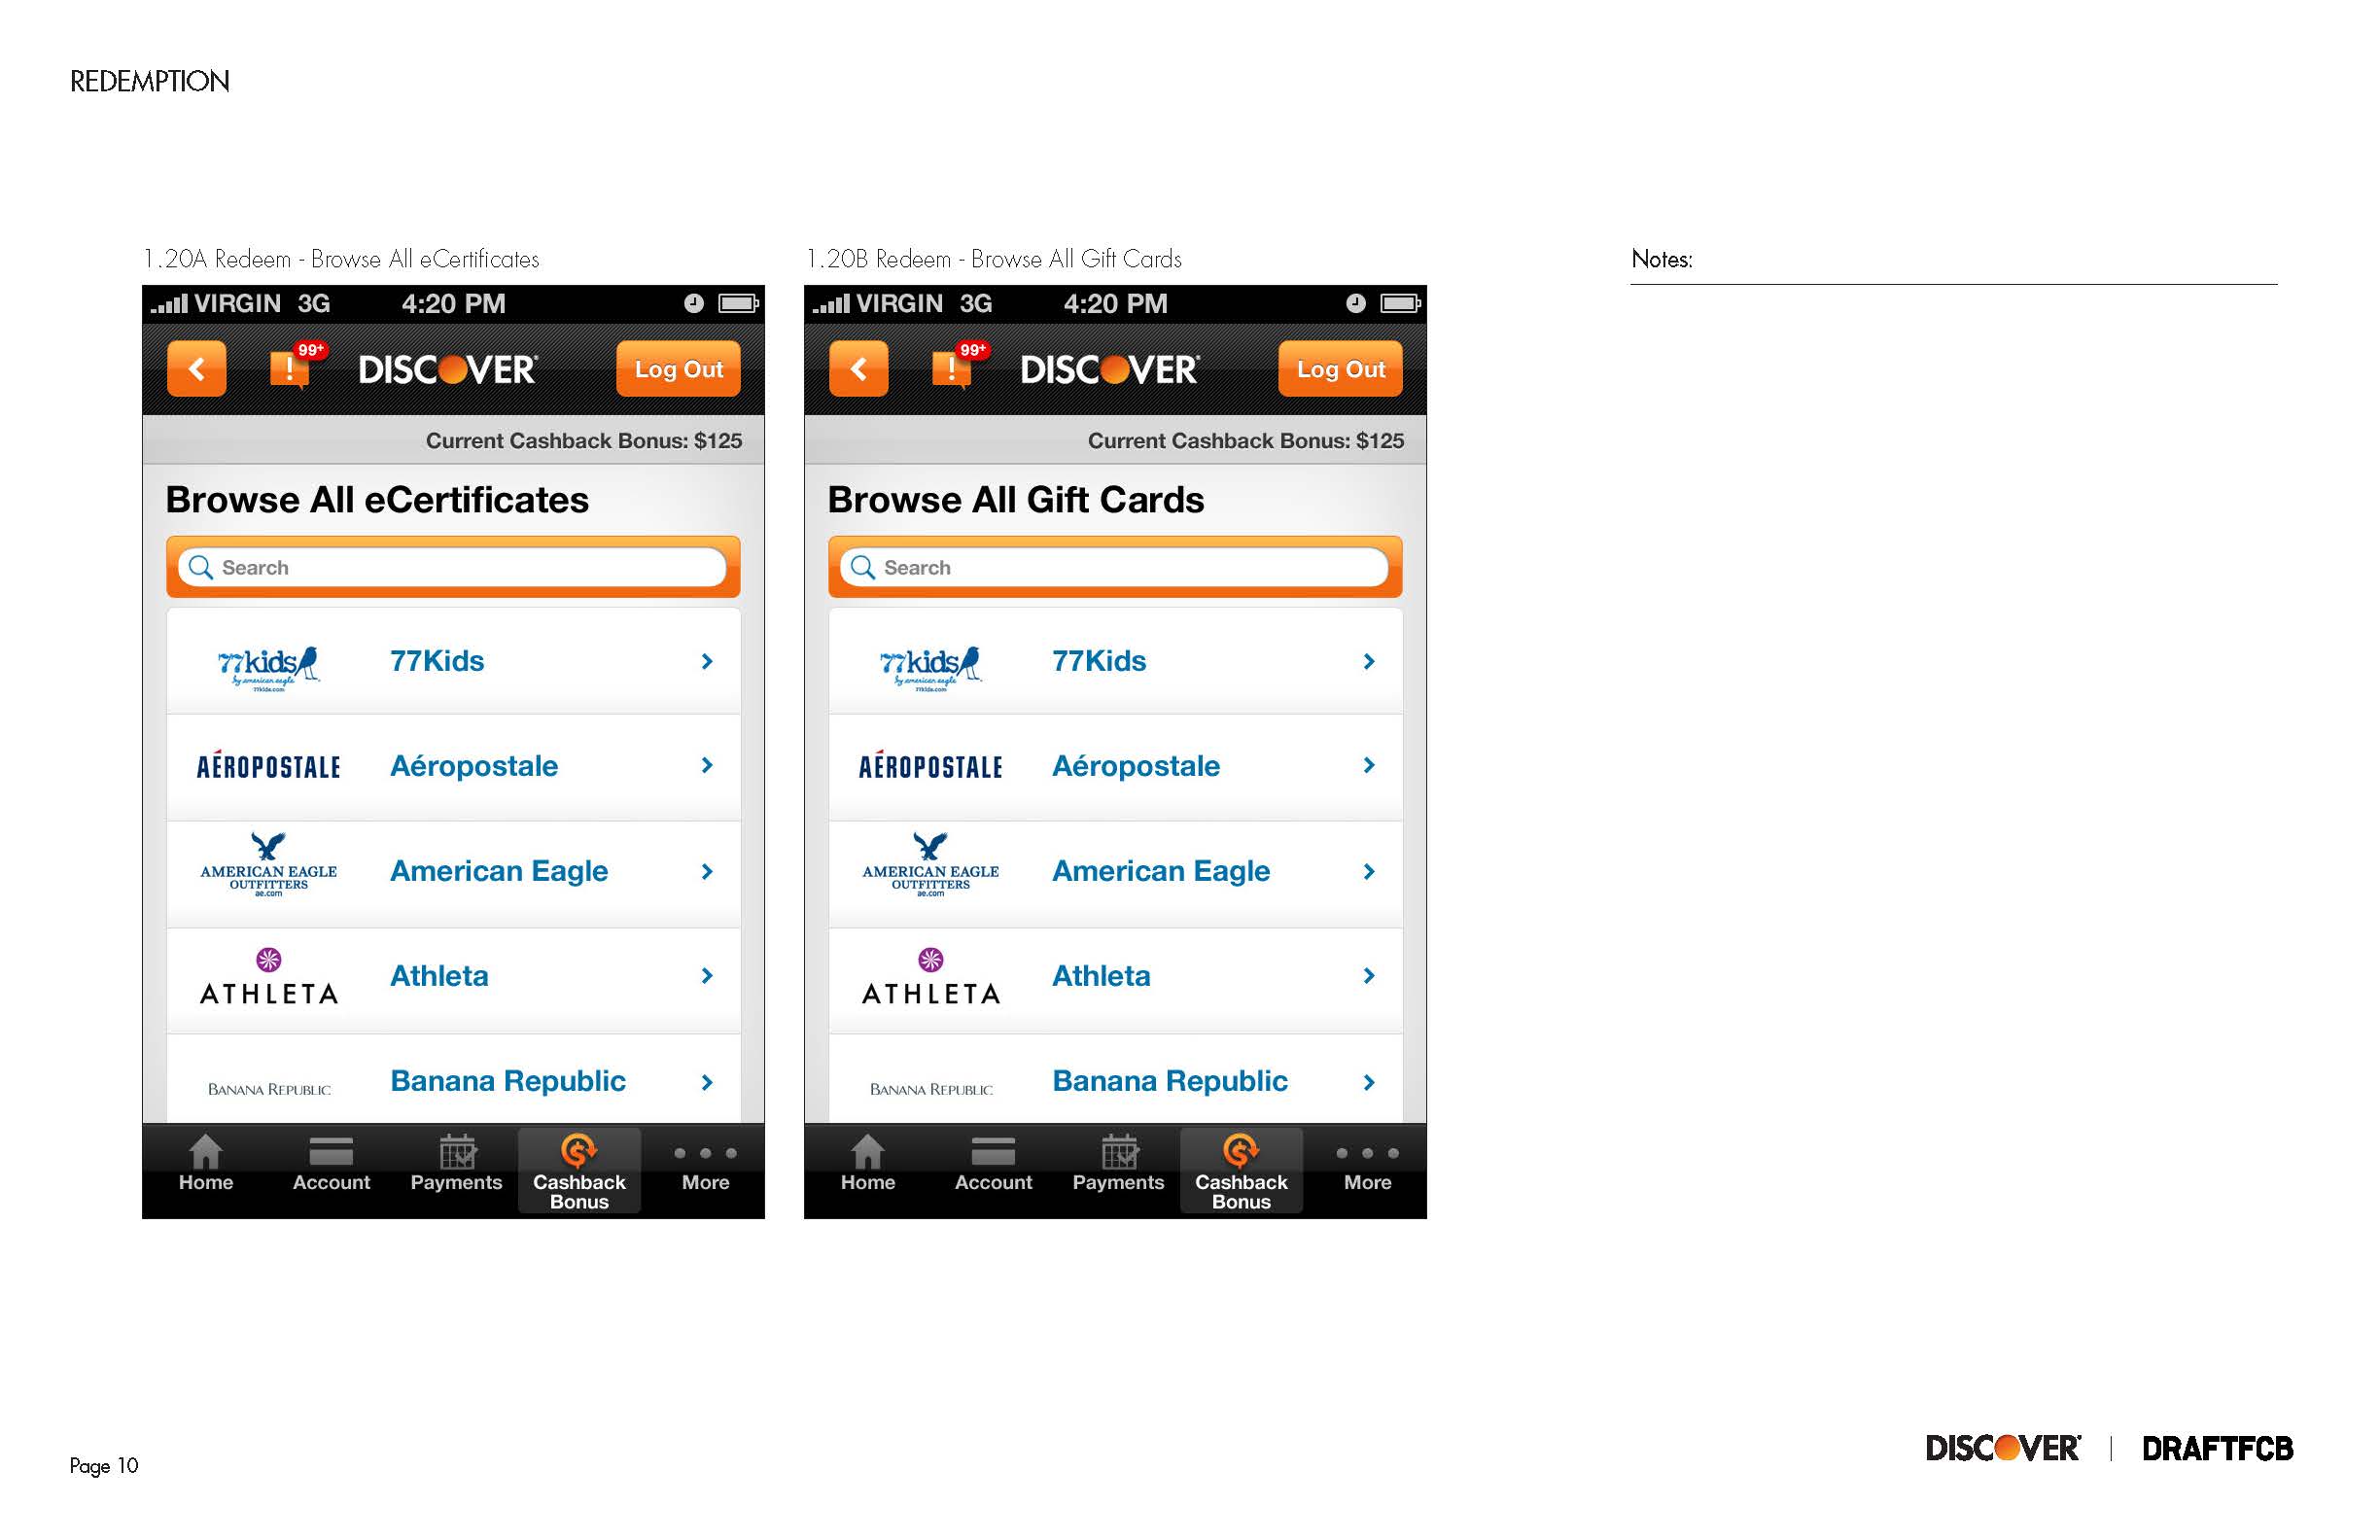 REDEMPTION
1.20A Redeem - Browse All eCertificates
VIRGIN 3G 4:20 PM
99+
!
DISCOVER
Log Out
Current Cashback Bonus: $125
Browse All eCertificates
Search
77kids
by american eagle
77kids.com
77Kids
AÉROPOSTALE
Aéropostale
AMERICAN EAGLE
OUTFITTERS
ae.com
American Eagle
ATHLETA
Athleta
BANANA REPUBLIC
Banana Republic
Home Account Payments Cashback Bonus More
1.20B Redeem - Browse All Gift Cards
VIRGIN 3G 4:20 PM
99+
!
DISCOVER
Log Out
Current Cashback Bonus: $125
Browse All Gift Cards
Search
77kids
by american eagle
77kids.com
77Kids
AÉROPOSTALE
Aéropostale
AMERICAN EAGLE
OUTFITTERS
ae.com
American Eagle
ATHLETA
Athleta
BANANA REPUBLIC
Banana Republic
Home Account Payments Cashback Bonus More
Notes:
Page 10
DISCOVER | DRAFTFCB